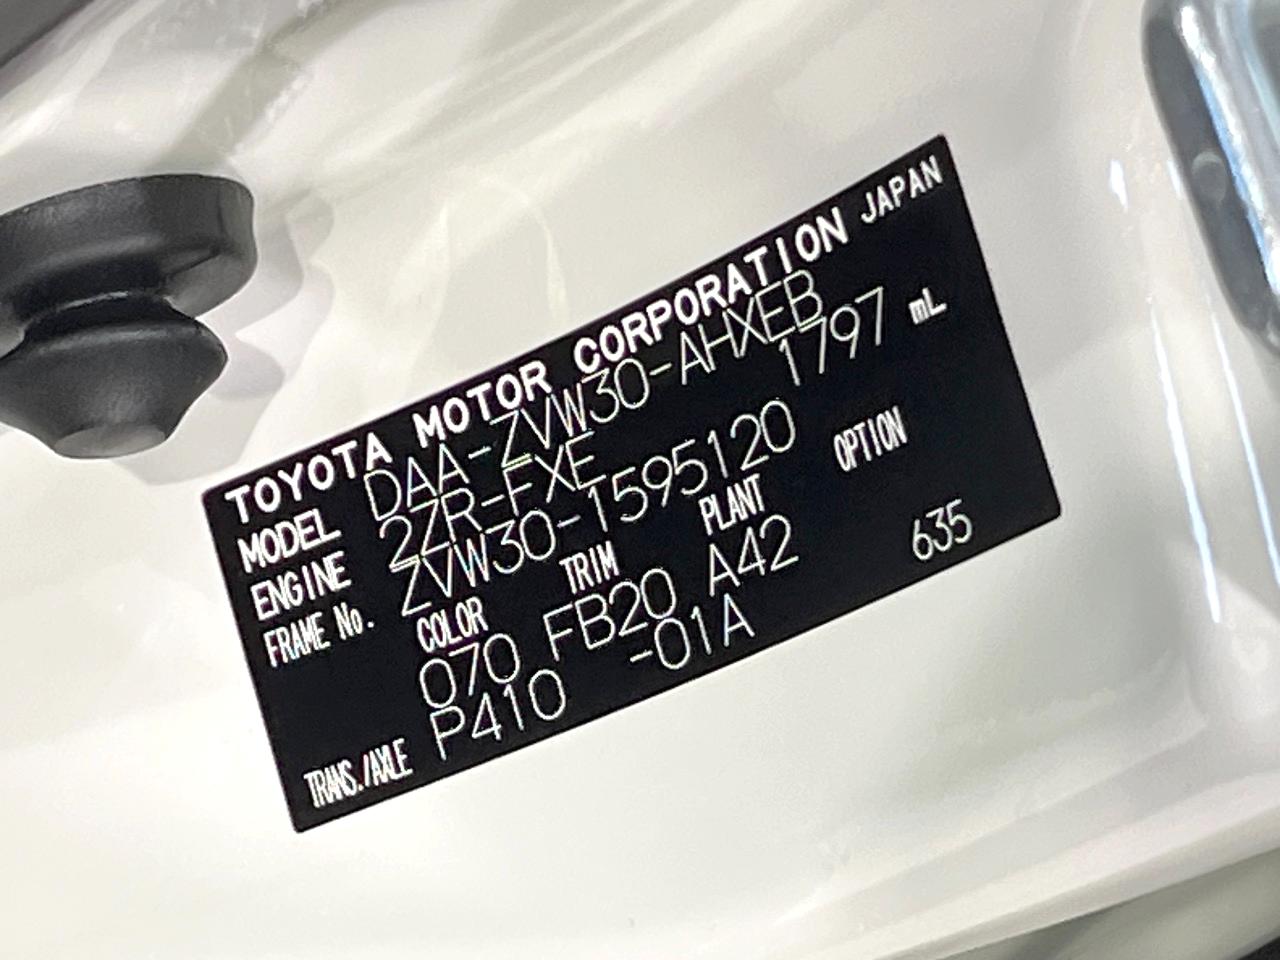 TOYOTA MOTOR CORPORATION JAPAN
MODEL DAA-ZVW30-AHXEB
ENGINE 2ZR-FXE 1797 mL
FRAME No. ZVW30-1595120
COLOR TRIM PLANT OPTION
070 FB20 A42 635
TRANS./AXLE P410 -01A